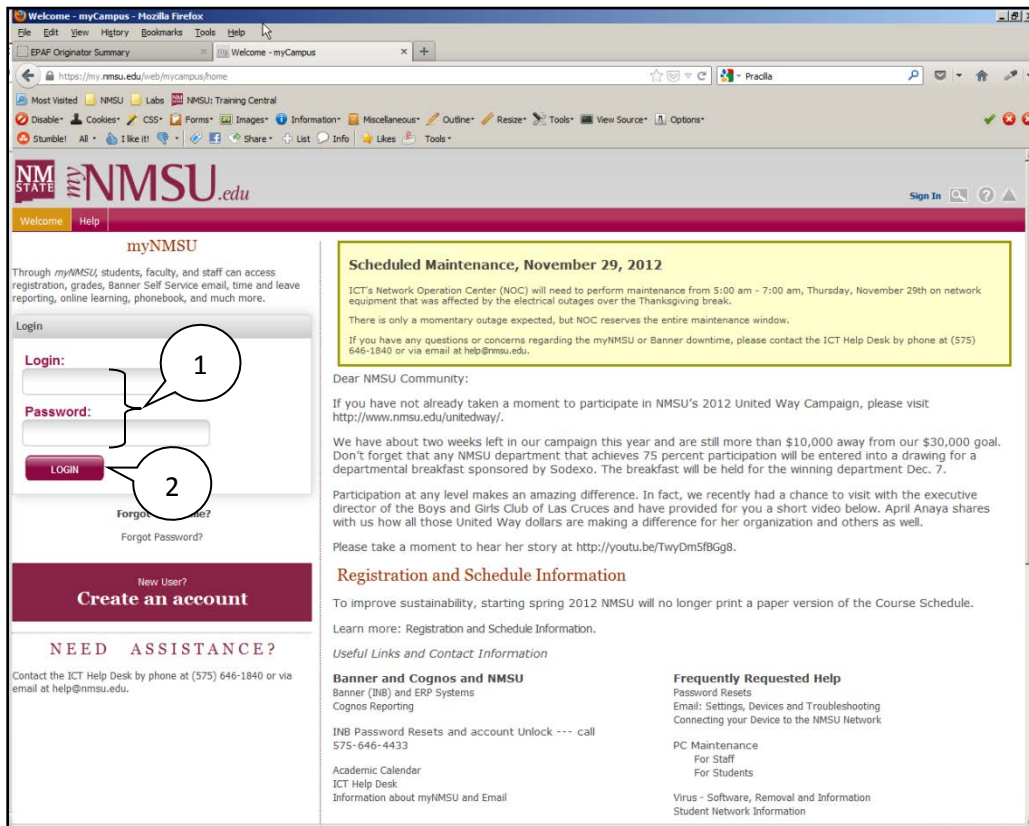 Welcome - myCampus - Mozilla Firefox
File Edit View History Bookmarks Tools Help
EPAF Originator Summary × Welcome - myCampus × +
https://my.nmsu.edu/web/mycampus/home
Most Visited NMSU Labs NMSU: Training Central
Disable Cookies CSS Forms Images Information Miscellaneous Outline Resize Tools View Source Options
Stumble! All I like it! Share List Info Likes Tools
NM STATE myNMSU.edu
Sign In ?
Welcome Help
myNMSU
Through myNMSU, students, faculty, and staff can access
registration, grades, Banner Self Service email, time and leave
reporting, online learning, phonebook, and much more.
Login
Login:
1
Password:
LOGIN
2
Forgot
Forgot Password?
New User?
Create an account
NEED ASSISTANCE?
Contact the ICT Help Desk by phone at (575) 646-1840 or via
email at help@nmsu.edu.
Scheduled Maintenance, November 29, 2012
ICT's Network Operation Center (NOC) will need to perform maintenance from 5:00 am - 7:00 am, Thursday, November 29th on network
equipment that was affected by the electrical outages over the Thanksgiving break.
There is only a momentary outage expected, but NOC reserves the entire maintenance window.
If you have any questions or concerns regarding the myNMSU or Banner downtime, please contact the ICT Help Desk by phone at (575)
646-1840 or via email at help@nmsu.edu.
Dear NMSU Community:
If you have not already taken a moment to participate in NMSU's 2012 United Way Campaign, please visit
http://www.nmsu.edu/unitedway/.
We have about two weeks left in our campaign this year and are still more than $10,000 away from our $30,000 goal.
Don't forget that any NMSU department that achieves 75 percent participation will be entered into a drawing for a
departmental breakfast sponsored by Sodexo. The breakfast will be held for the winning department Dec. 7.
Participation at any level makes an amazing difference. In fact, we recently had a chance to visit with the executive
director of the Boys and Girls Club of Las Cruces and have provided for you a short video below. April Anaya shares
with us how all those United Way dollars are making a difference for her organization and others as well.
Please take a moment to hear her story at http://youtu.be/TwyDm5fBGg8.
Registration and Schedule Information
To improve sustainability, starting spring 2012 NMSU will no longer print a paper version of the Course Schedule.
Learn more: Registration and Schedule Information.
Useful Links and Contact Information
Banner and Cognos and NMSU
Banner (INB) and ERP Systems
Cognos Reporting
INB Password Resets and account Unlock --- call
575-646-4433
Academic Calendar
ICT Help Desk
Information about myNMSU and Email
Frequently Requested Help
Password Resets
Email: Settings, Devices and Troubleshooting
Connecting your Device to the NMSU Network
PC Maintenance
For Staff
For Students
Virus - Software, Removal and Information
Student Network Information